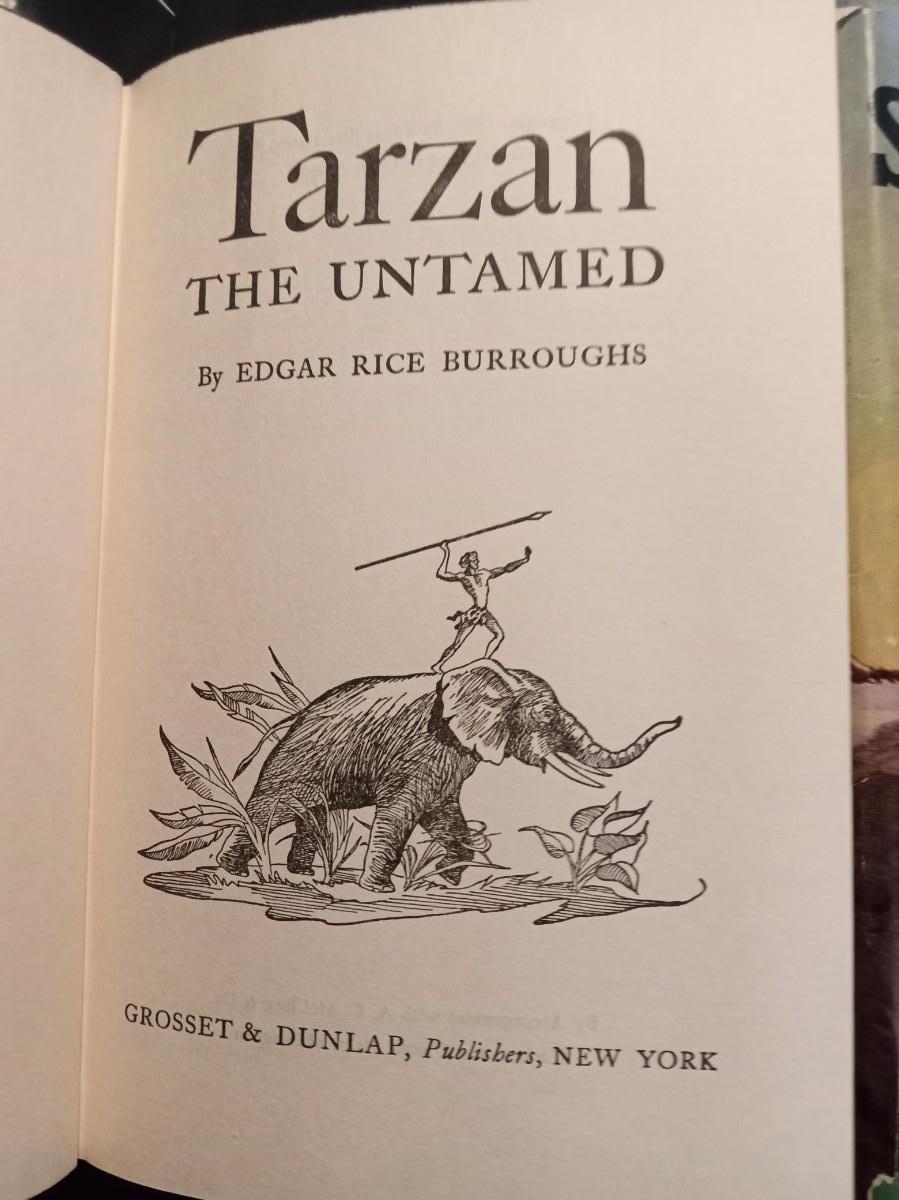 Tarzan
THE UNTAMED
By EDGAR RICE BURROUGHS
GROSSET & DUNLAP, Publishers, NEW YORK
S